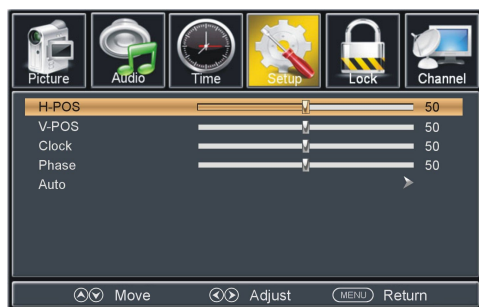 Picture Audio Time Setup Lock Channel
H-POS 50
V-POS 50
Clock 50
Phase 50
Auto
Move Adjust MENU Return